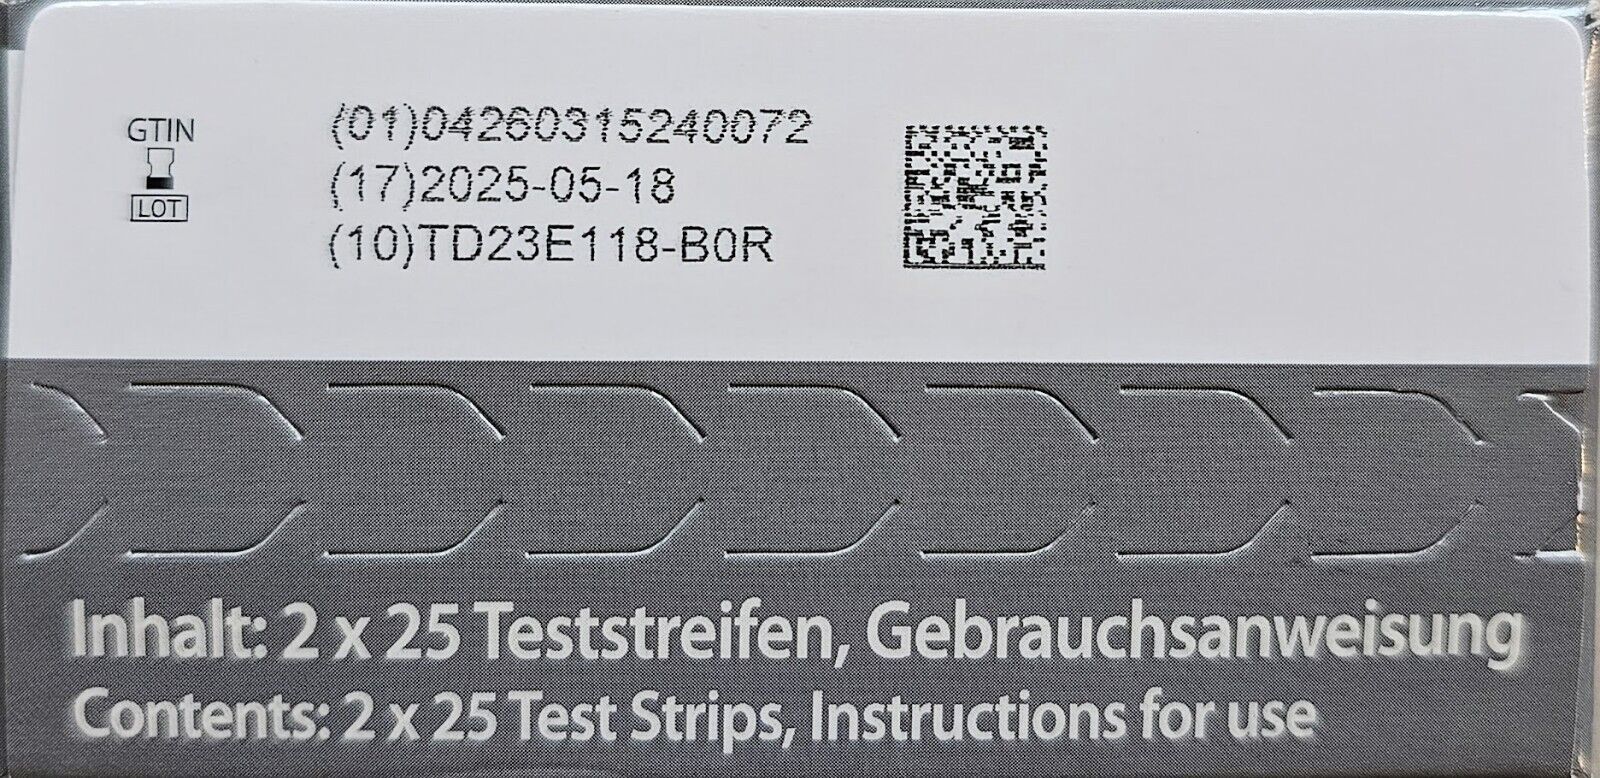 GTIN
(01)04260315240072
(17)2025-05-18
LOT
(10)TD23E118-B0R
Inhalt: 2 x 25 Teststreifen, Gebrauchsanweisung
Contents: 2 x 25 Test Strips, Instructions for use